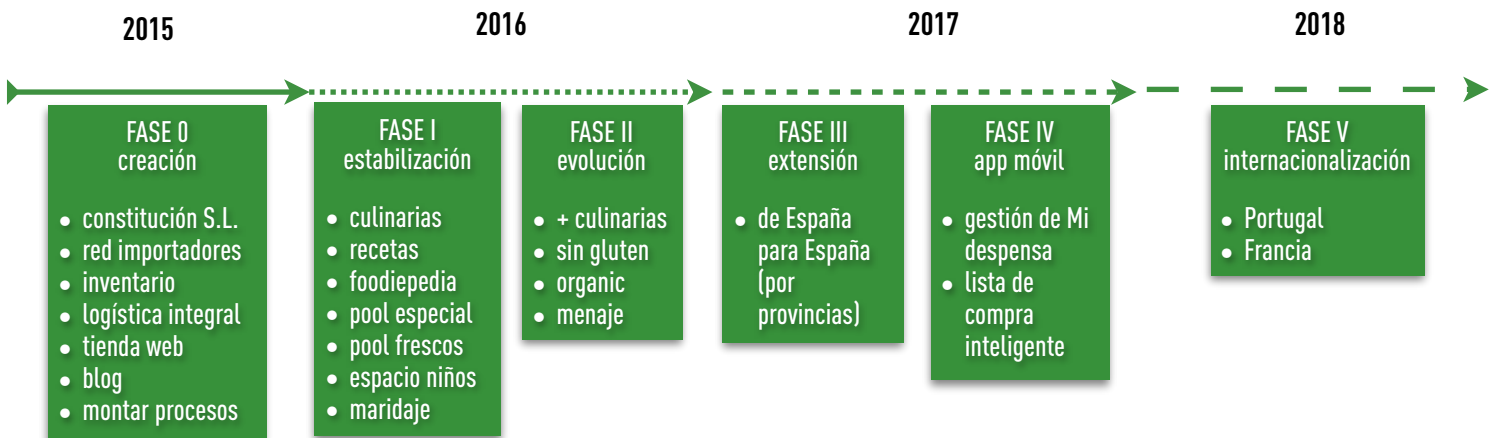 2015
2016
2017
2018
FASE 0
creación
• constitución S.L.
• red importadores
• inventario
• logística integral
• tienda web
• blog
• montar procesos
FASE I
estabilización
• culinarias
• recetas
• foodiepedia
• pool especial
• pool frescos
• espacio niños
• maridaje
FASE II
evolución
• + culinarias
• sin gluten
• organic
• menaje
FASE III
extensión
• de España
para España
(por
provincias)
FASE IV
app móvil
• gestión de Mi
despensa
• lista de
compra
inteligente
FASE V
internacionalización
• Portugal
• Francia